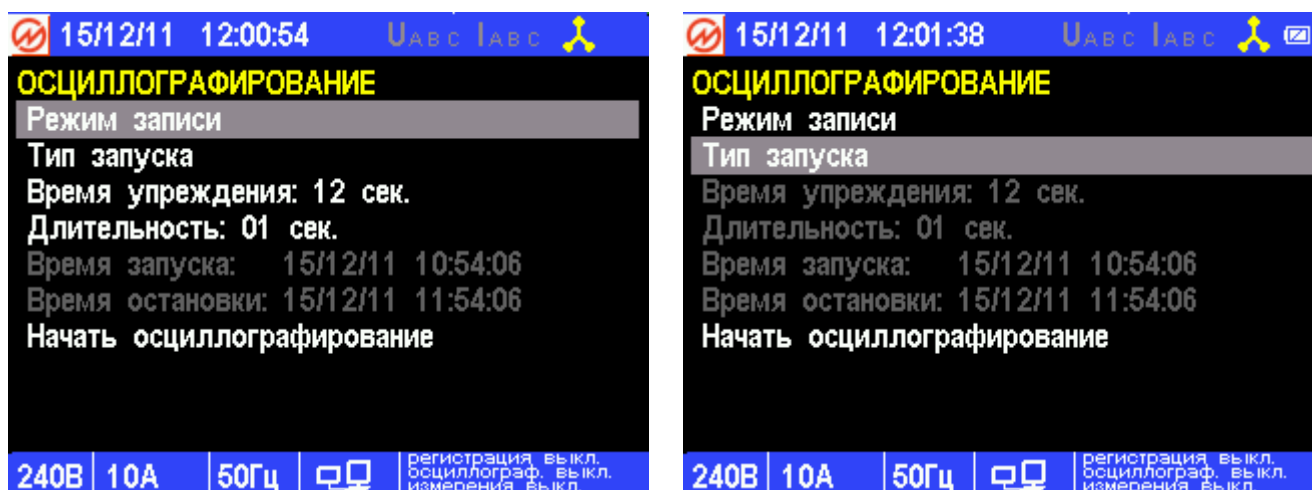 15/12/11 12:00:54 UABC IABC
ОСЦИЛЛОГРАФИРОВАНИЕ
Режим записи
Тип запуска
Время упреждения: 12 сек.
Длительность: 01 сек.
Время запуска: 15/12/11 10:54:06
Время остановки: 15/12/11 11:54:06
Начать осциллографирование
240В 10А 50Гц
регистрация выкл.
осциллограф. выкл.
измерения выкл.
15/12/11 12:01:38 UABC IABC
ОСЦИЛЛОГРАФИРОВАНИЕ
Режим записи
Тип запуска
Время упреждения: 12 сек.
Длительность: 01 сек.
Время запуска: 15/12/11 10:54:06
Время остановки: 15/12/11 11:54:06
Начать осциллографирование
240В 10А 50Гц
регистрация выкл.
осциллограф. выкл.
измерения выкл.